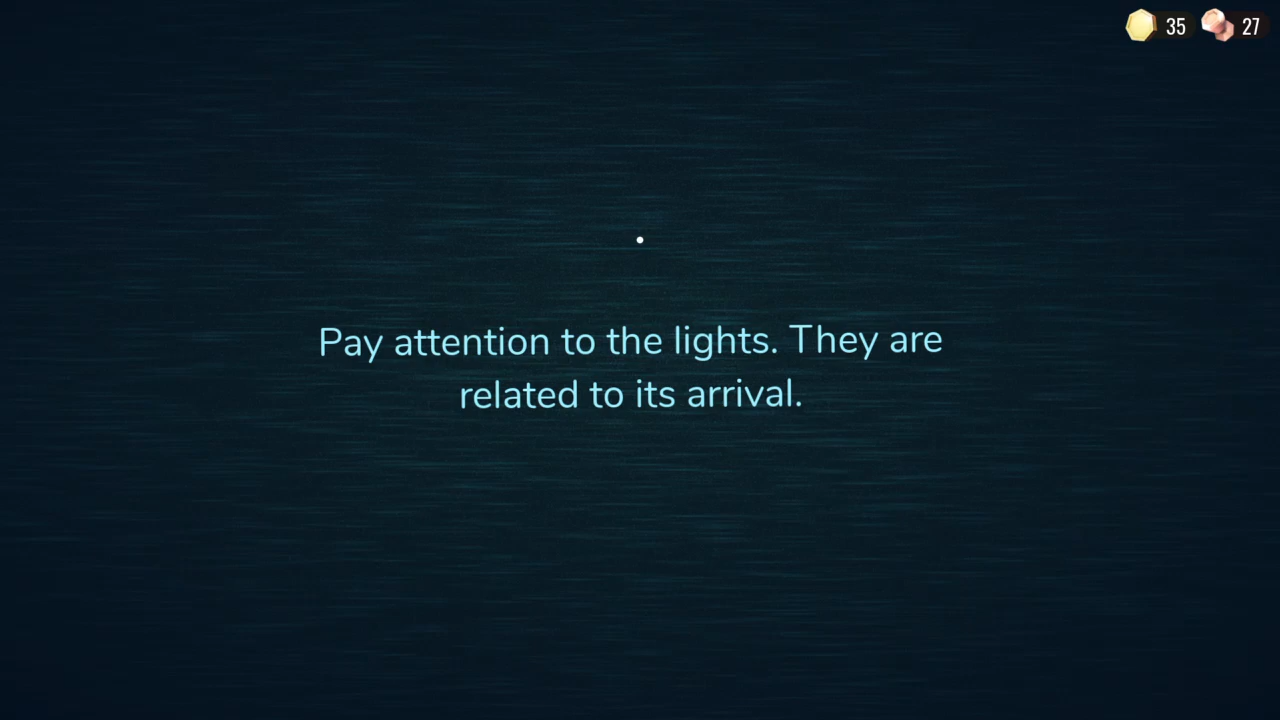 35
27
Pay attention to the lights. They are
related to its arrival.